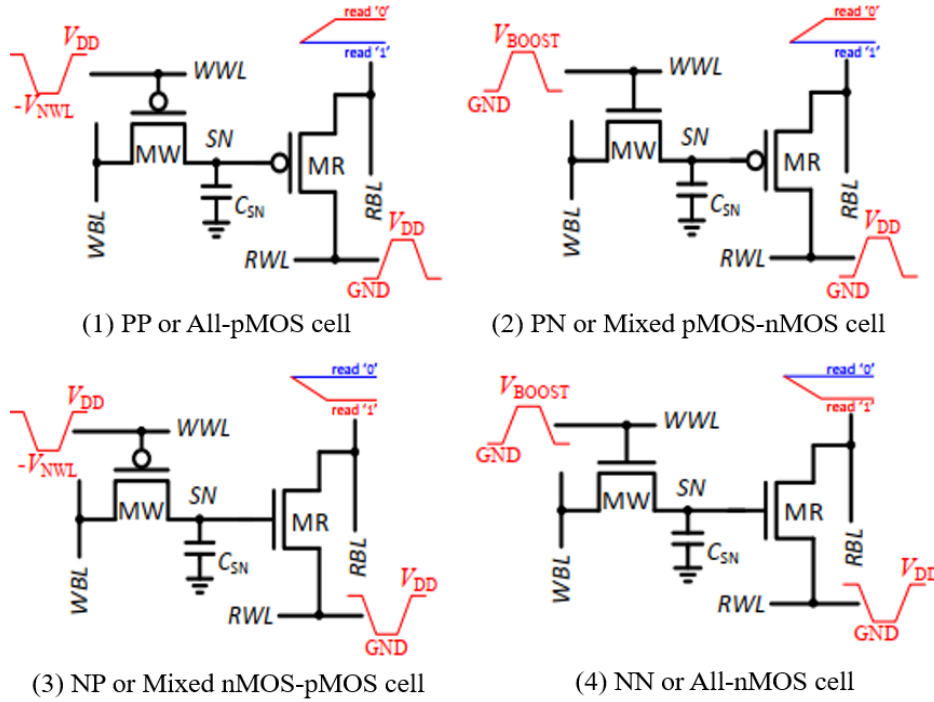 VDD
-VNWL
WWL
read '0'
read '1'
SN
MW
MR
CSN
WBL
RBL
RWL
VDD
GND
(1) PP or All-pMOS cell
VBOOST
GND
WWL
read '0'
read '1'
SN
MW
MR
CSN
WBL
RBL
RWL
VDD
GND
(2) PN or Mixed pMOS-nMOS cell
VDD
-VNWL
WWL
read '0'
read '1'
SN
MW
MR
CSN
WBL
RBL
RWL
VDD
GND
(3) NP or Mixed nMOS-pMOS cell
VBOOST
GND
WWL
read '0'
read '1'
SN
MW
MR
CSN
WBL
RBL
RWL
VDD
GND
(4) NN or All-nMOS cell